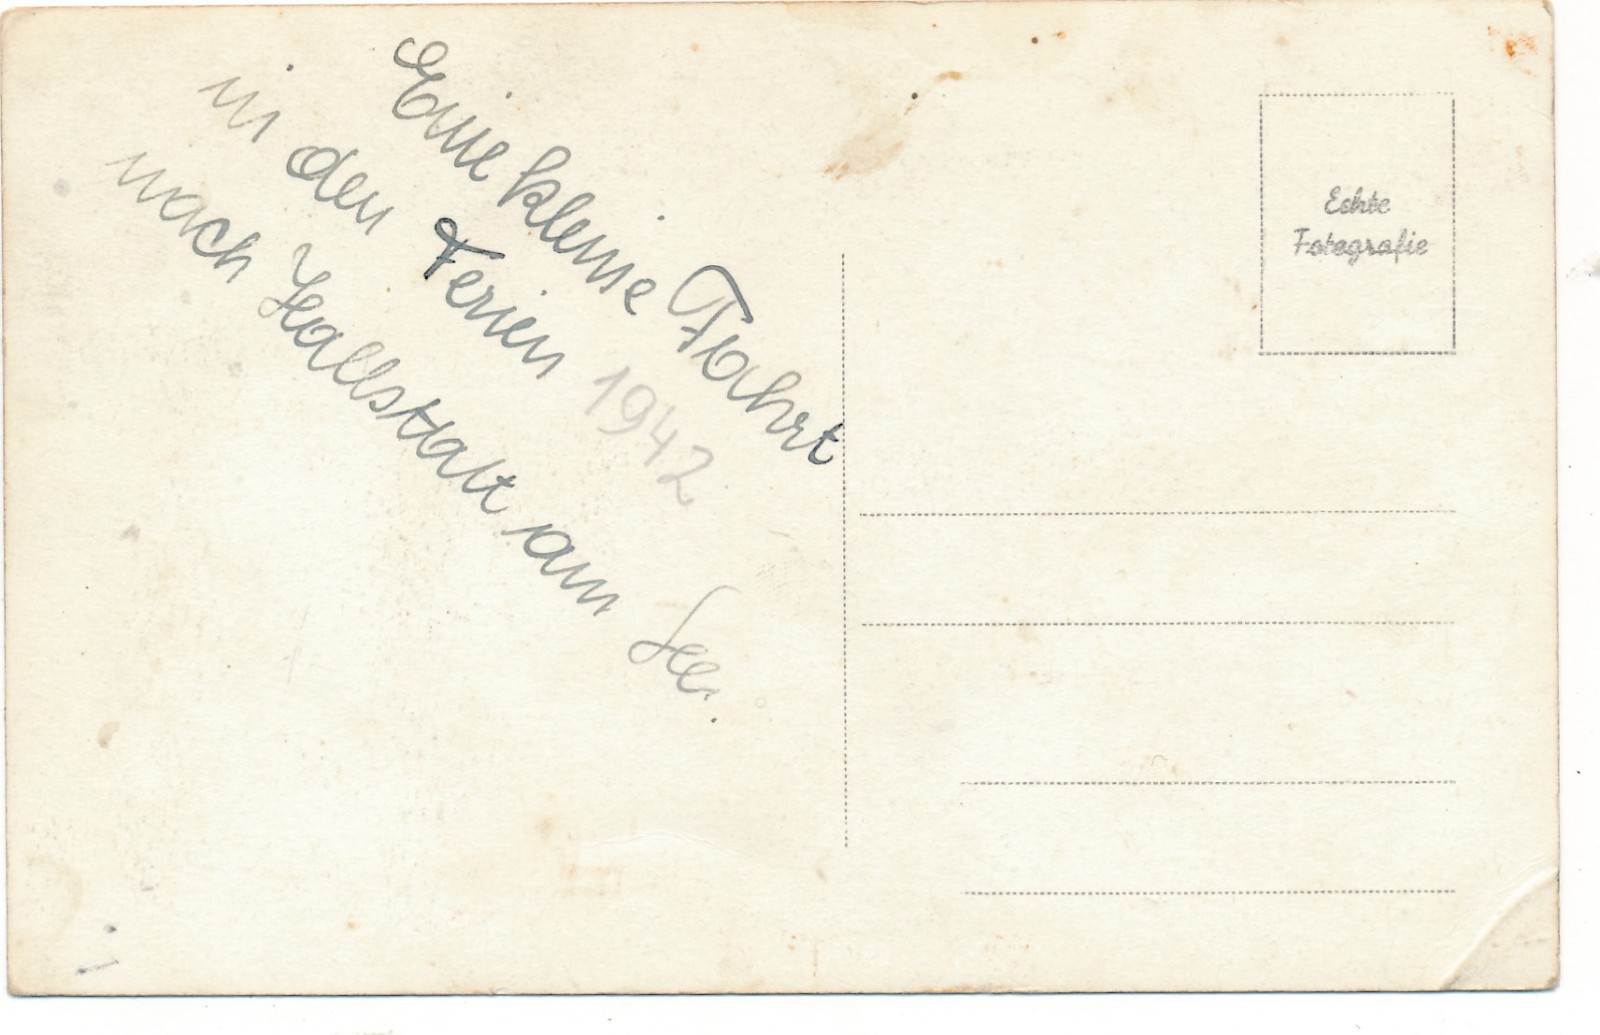 Eine kleine Fahrt
in den Ferien 1942
nach Hallstatt am See.
Echte
Fotografie